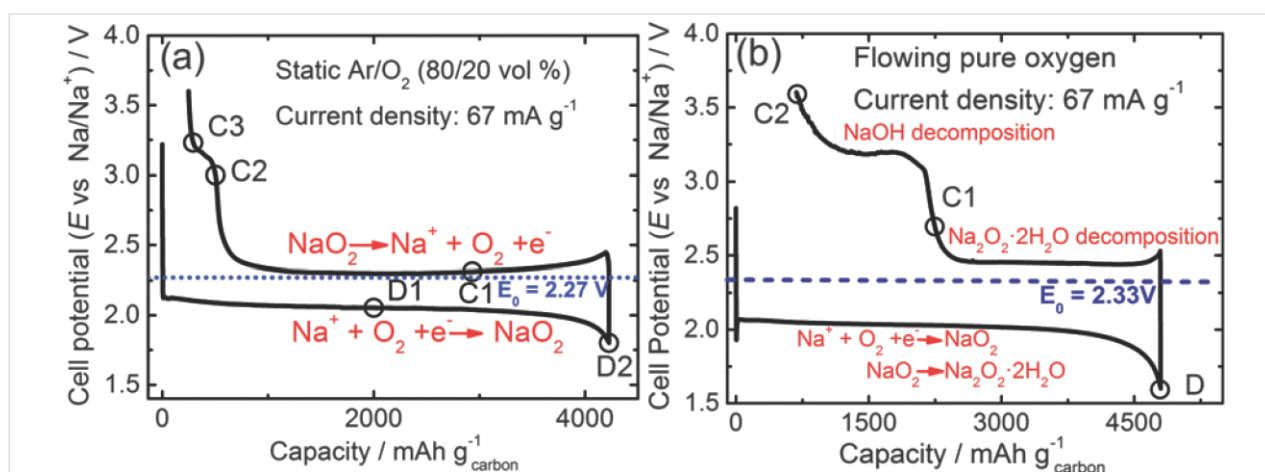 (a)
Static Ar/O₂ (80/20 vol %)
Current density: 67 mA g⁻¹
C3
C2
NaO₂→Na⁺ + O₂ +e⁻
E₀ = 2.27 V
D1
C1
Na⁺ + O₂ +e⁻→NaO₂
D2
4.0
3.5
3.0
2.5
2.0
1.5
0
2000
4000
Cell potential (E vs Na/Na⁺) / V
Capacity / mAh g⁻¹carbon
(b)
Flowing pure oxygen
Current density: 67 mA g⁻¹
C2
NaOH decomposition
C1
Na₂O₂·2H₂O decomposition
E₀ = 2.33V
Na⁺ + O₂ +e⁻→NaO₂
NaO₂→Na₂O₂·2H₂O
D
4.0
3.5
3.0
2.5
2.0
1.5
0
1500
3000
4500
Cell Potential (E vs Na/Na⁺) / V
Capacity / mAh g⁻¹carbon